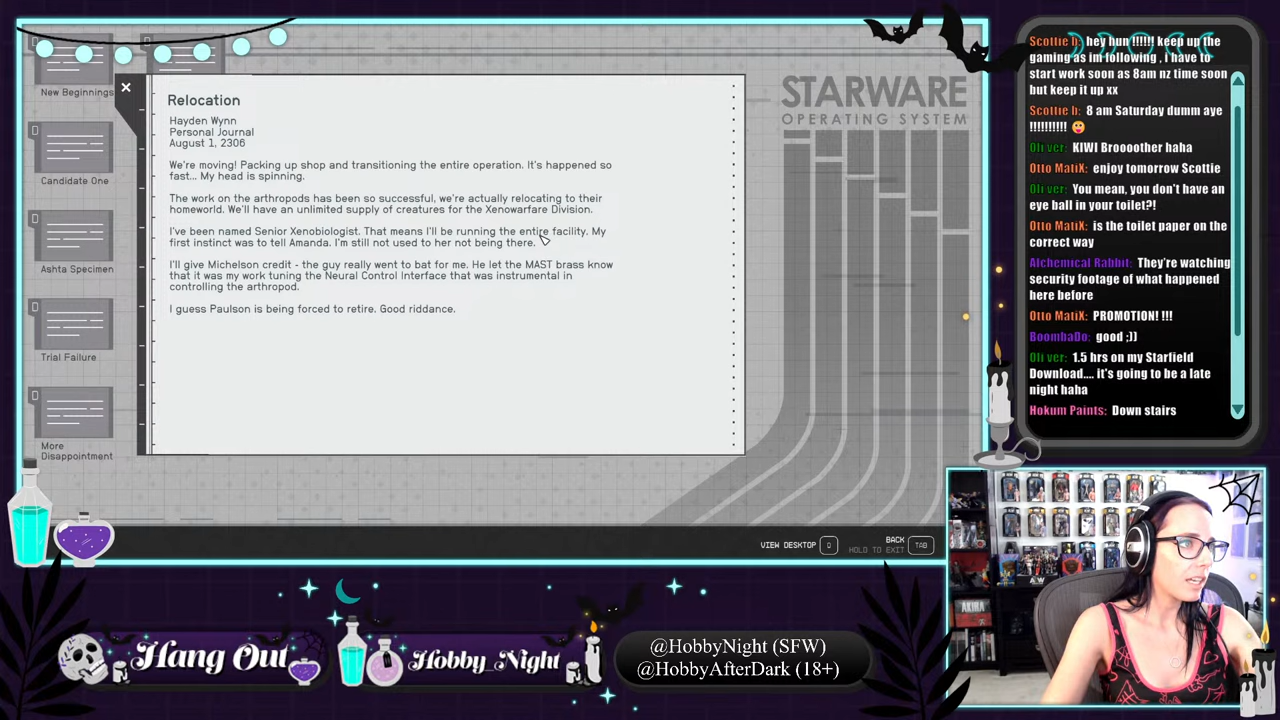 New Beginnings
Candidate One
Ashta Specimen
Trial Failure
More
Disappointment
Relocation
Hayden Wynn
Personal Journal
August 1, 2306
We're moving! Packing up shop and transitioning the entire operation. It's happened so
fast... My head is spinning.
The work on the arthropods has been so successful, we're actually relocating to their
homeworld. We'll have an unlimited supply of creatures for the Xenowarfare Division.
I've been named Senior Xenobiologist. That means I'll be running the entire facility. My
first instinct was to tell Amanda. I'm still not used to her not being there.
I'll give Michelson credit - the guy really went to bat for me. He let the MAST brass know
that it was my work tuning the Neural Control Interface that was instrumental in
controlling the arthropod.
I guess Paulson is being forced to retire. Good riddance.
STARWARE
OPERATING SYSTEM
VIEW DESKTOP Q
BACK
HOLD TO EXIT TAB
Scottie b: hey hun !!!!!! keep up the
gaming as im following , i have to
start work soon as 8am nz time soon
but keep it up xx
Scottie b: 8 am Saturday dumm aye
!!!!!!!!!! 😛
Oli ver: KIWI Broooother haha
Otto MatiX: enjoy tomorrow Scottie
Oli ver: You mean, you don't have an
eye ball in your toilet?!
Otto MatiX: is the toilet paper on the
correct way
Alchemical Rabbit: They're watching
security footage of what happened
here before
Otto MatiX: PROMOTION! !!!
BoombaDo: good ;))
Oli ver: 1.5 hrs on my Starfield
Download.... it's going to be a late
night haha
Hokum Paints: Down stairs
AKIRA
Hang Out
Hobby Night
@HobbyNight (SFW)
@HobbyAfterDark (18+)